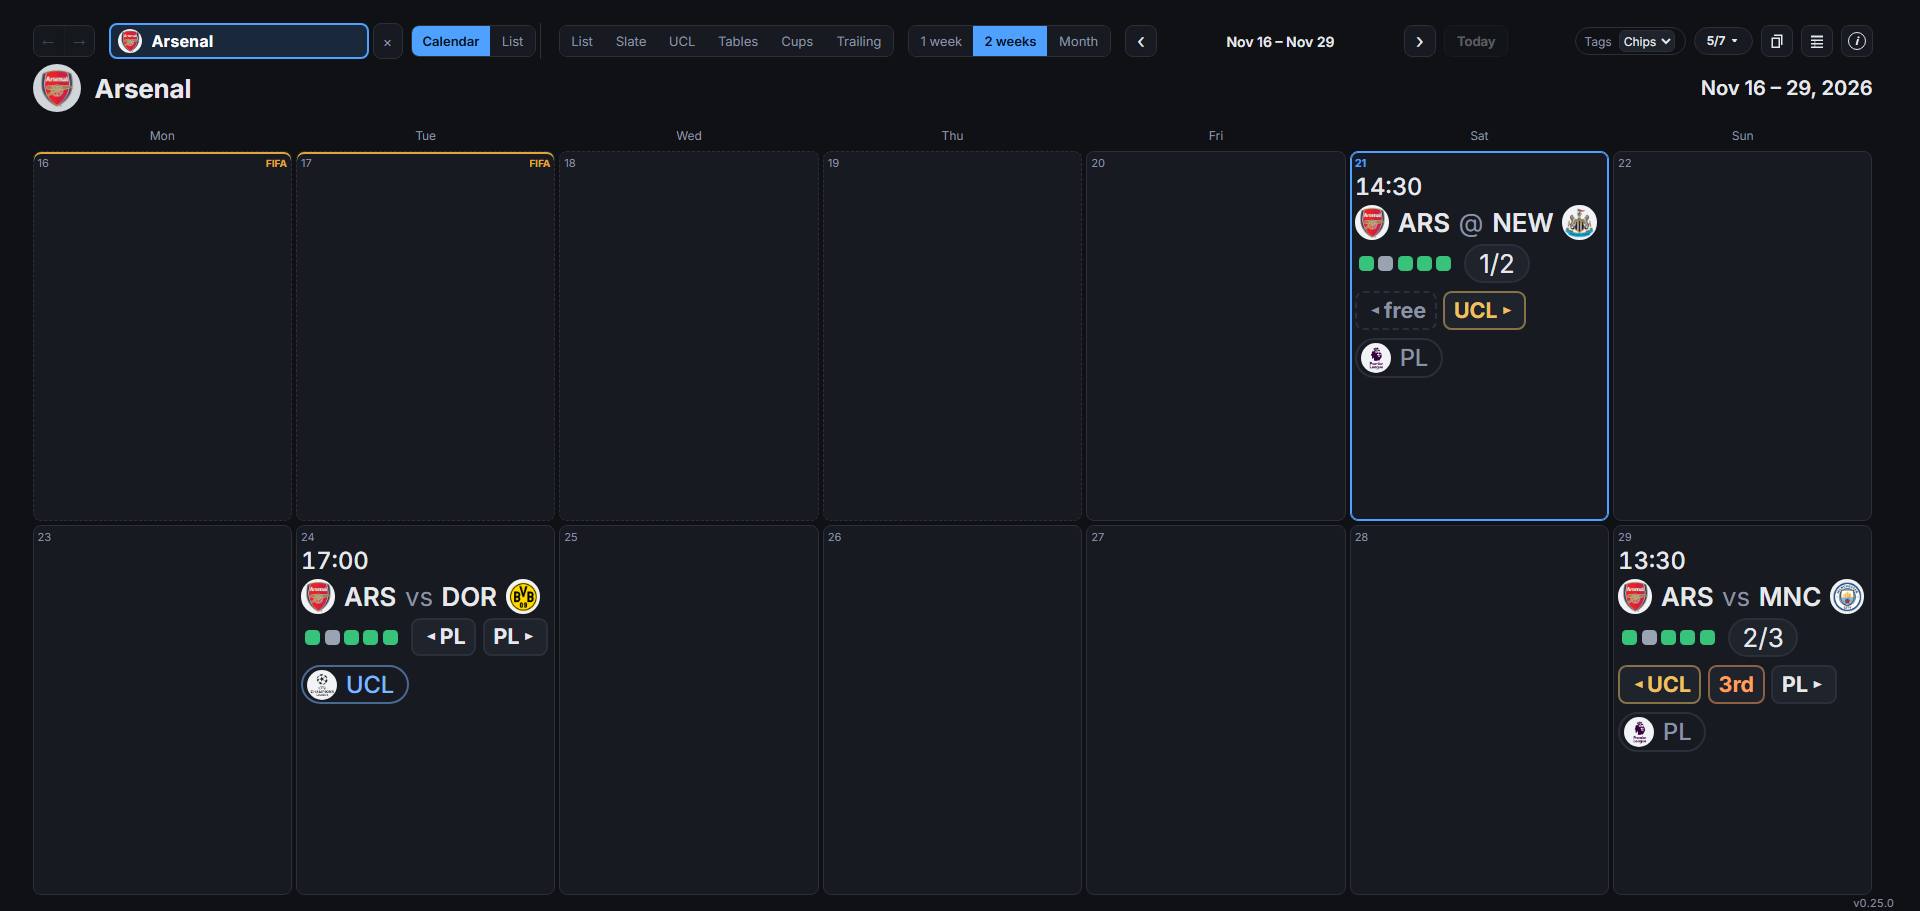 ← → Arsenal × Calendar List List Slate UCL Tables Cups Trailing 1 week 2 weeks Month ‹ Nov 16 – Nov 29 › Today Tags Chips 5/7 i
Arsenal Nov 16 – 29, 2026
Mon Tue Wed Thu Fri Sat Sun
16 FIFA 17 FIFA 18 19 20 21 22
14:30
ARS @ NEW
1/2
◂ free UCL ▸
PL
23 24 25 26 27 28 29
17:00 13:30
ARS vs DOR ARS vs MNC
◂ PL PL ▸ 2/3
UCL ◂ UCL 3rd PL ▸
PL
v0.25.0